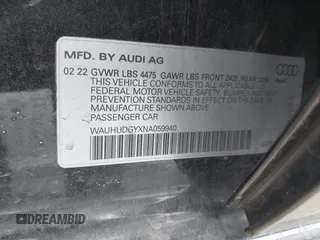 MFD. BY AUDI AG
02 22 GVWR LBS 4475 GAWR LBS FRONT 2425 REAR
THIS VEHICLE CONFORMS TO ALL APPLICABLE
FEDERAL MOTOR VEHICLE SAFETY, BUMPER, AND
THEFT PREVENTION STANDARDS IN EFFECT ON THE
DATE OF MANUFACTURE SHOWN ABOVE
PASSENGER CAR
WAUHUDGYXNA059940
DREAMBID